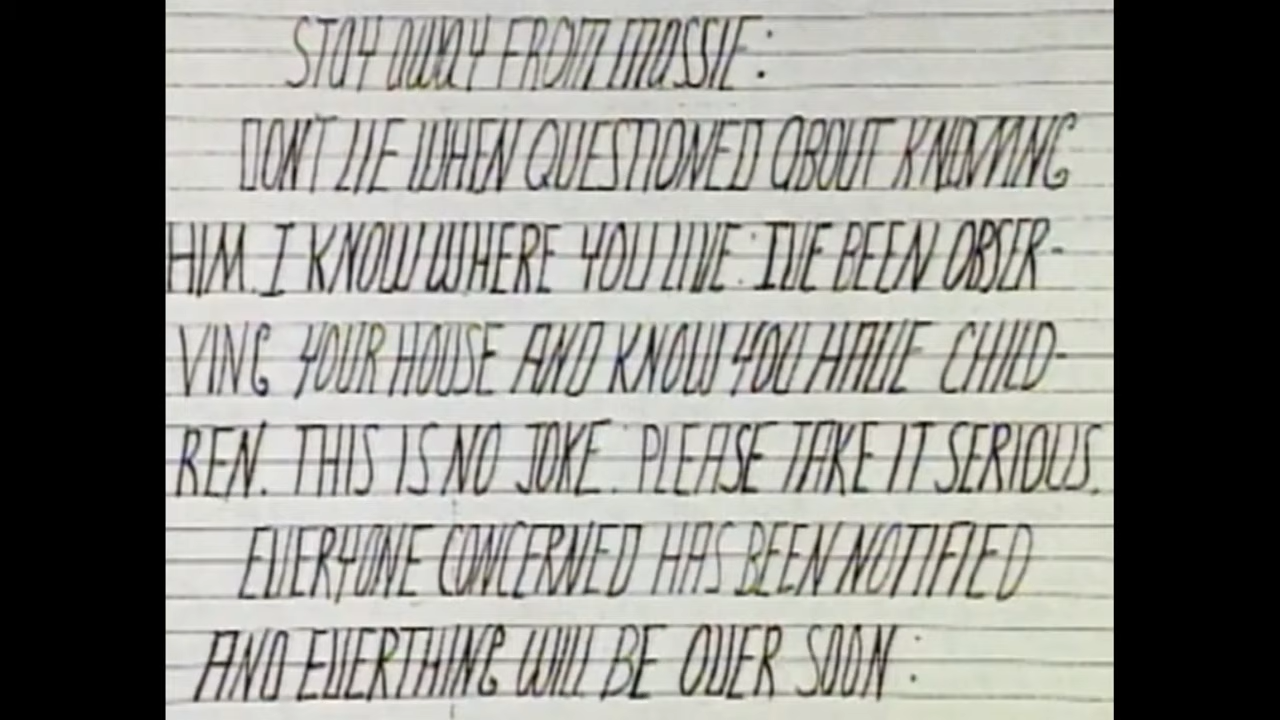 STAY AWAY FROM MASSIE:
DON'T LIE WHEN QUESTIONED ABOUT KNOWING
HIM. I KNOW WHERE YOU LIVE: I'VE BEEN OBSER-
VING YOUR HOUSE AND KNOW YOU HAVE CHILD-
REN. THIS IS NO JOKE. PLEASE TAKE IT SERIOUS.
EVERYONE CONCERNED HAS BEEN NOTIFIED
AND EVERTHING WILL BE OVER SOON: